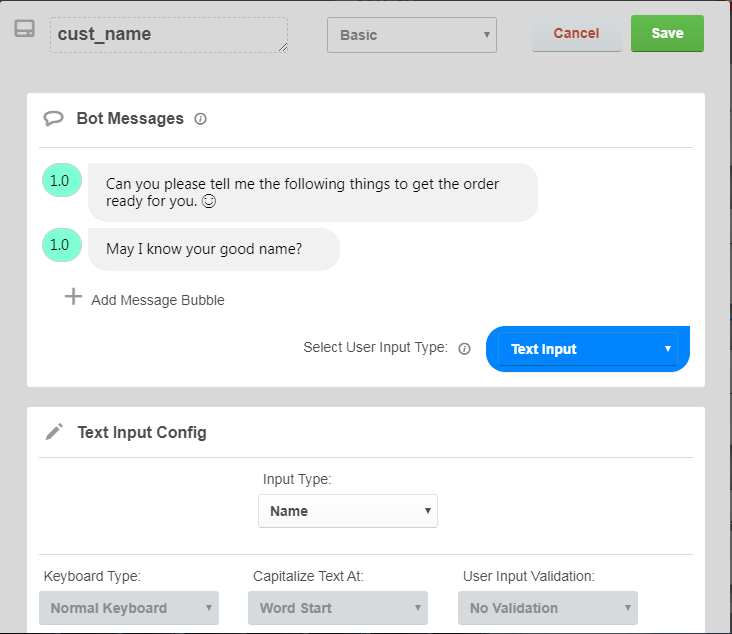 cust_name
Basic
Cancel
Save
Bot Messages
1.0
Can you please tell me the following things to get the order
ready for you. ☺
1.0
May I know your good name?
Add Message Bubble
Select User Input Type:
Text Input
Text Input Config
Input Type:
Name
Keyboard Type:
Capitalize Text At:
User Input Validation:
Normal Keyboard
Word Start
No Validation